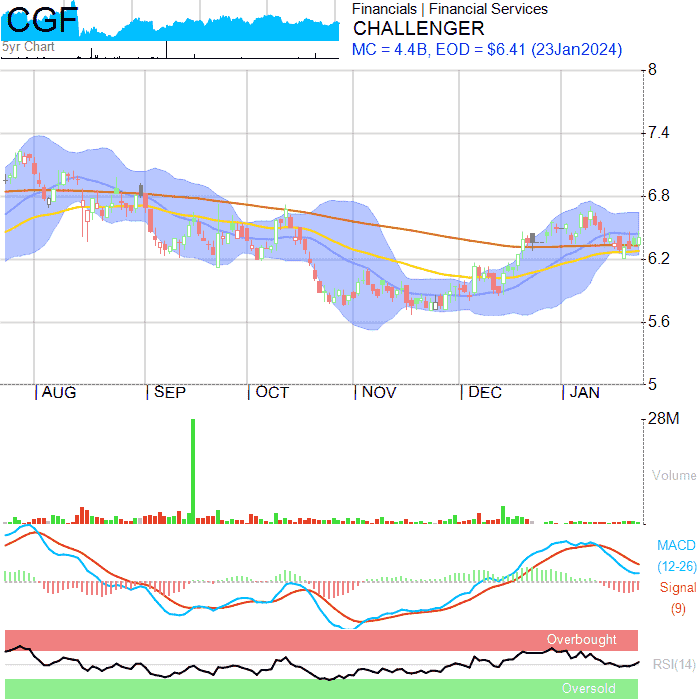 CGF
5yr Chart
Financials | Financial Services
CHALLENGER
MC = 4.4B, EOD = $6.41 (23Jan2024)
8
7.4
6.8
6.2
5.6
5
AUG SEP OCT NOV DEC JAN
28M
Volume
MACD
(12-26)
Signal
(9)
Overbought
RSI(14)
Oversold